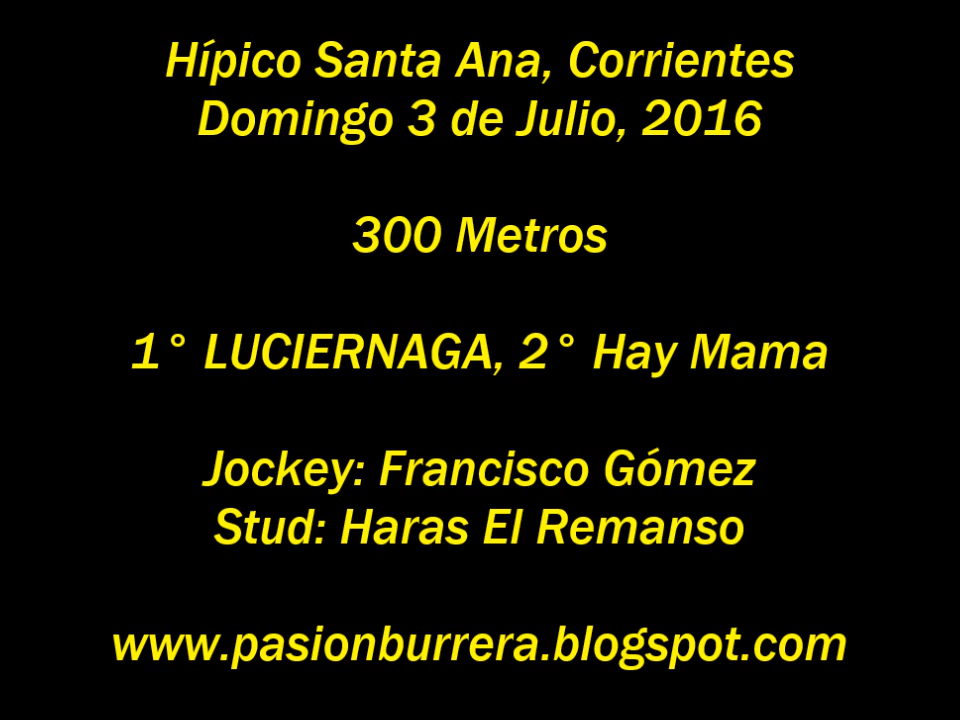 Hípico Santa Ana, Corrientes
Domingo 3 de Julio, 2016
300 Metros
1° LUCIERNAGA, 2° Hay Mama
Jockey: Francisco Gómez
Stud: Haras El Remanso
www.pasionburrera.blogspot.com